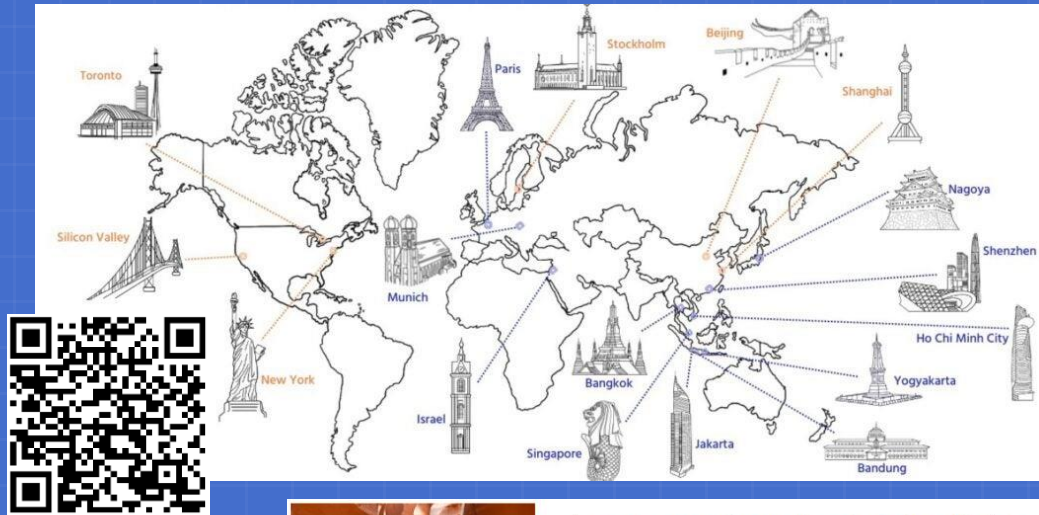 Toronto
Paris
Stockholm
Beijing
Shanghai
Nagoya
Silicon Valley
Shenzhen
Munich
Ho Chi Minh City
New York
Bangkok
Yogyakarta
Israel
Jakarta
Singapore
Bandung